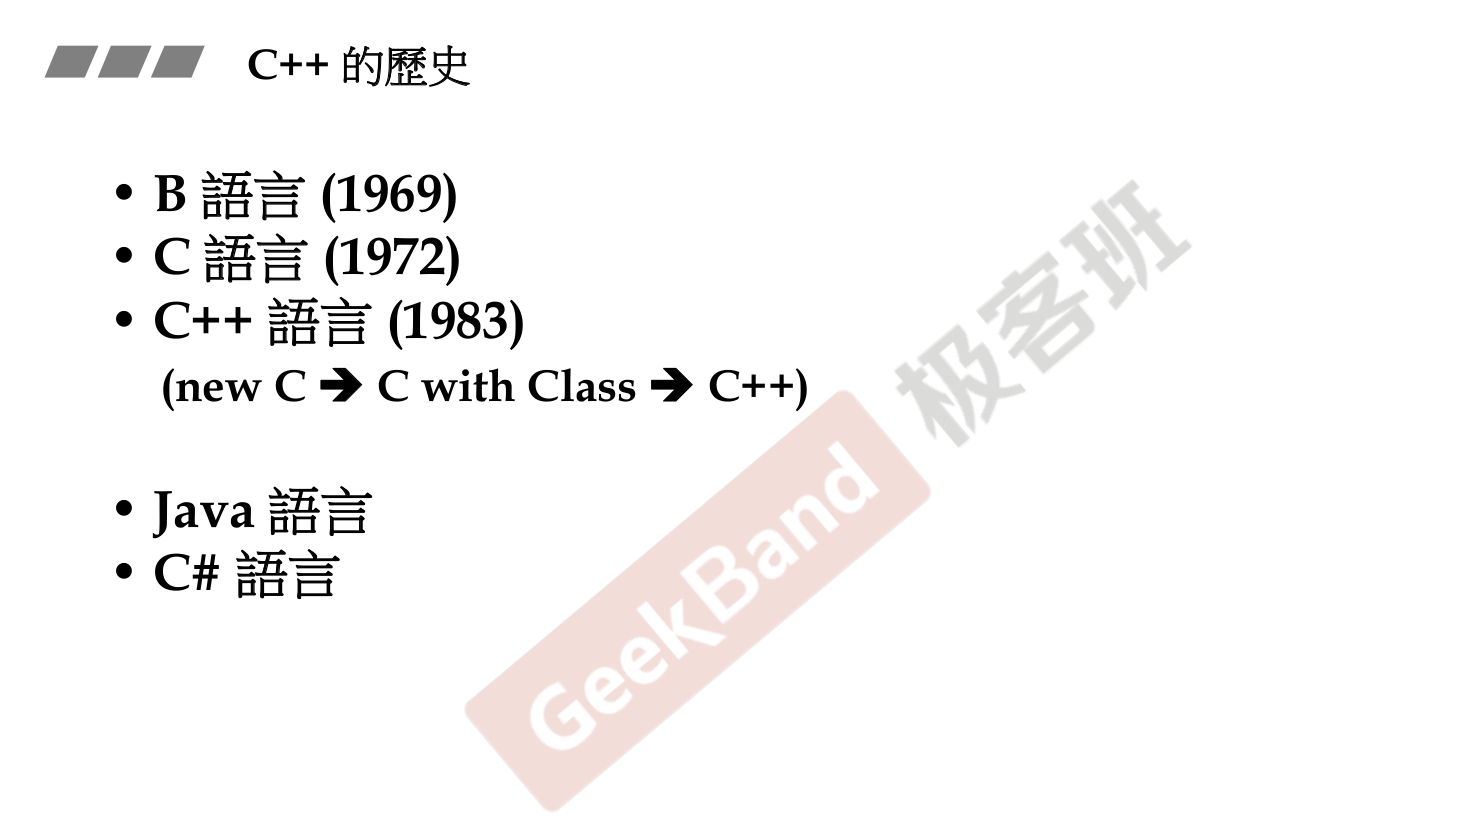 C++ 的歷史
• B 語言 (1969)
• C 語言 (1972)
• C++ 語言 (1983)
(new C ➔ C with Class ➔ C++)
• Java 語言
• C# 語言
GeekBand 极客班